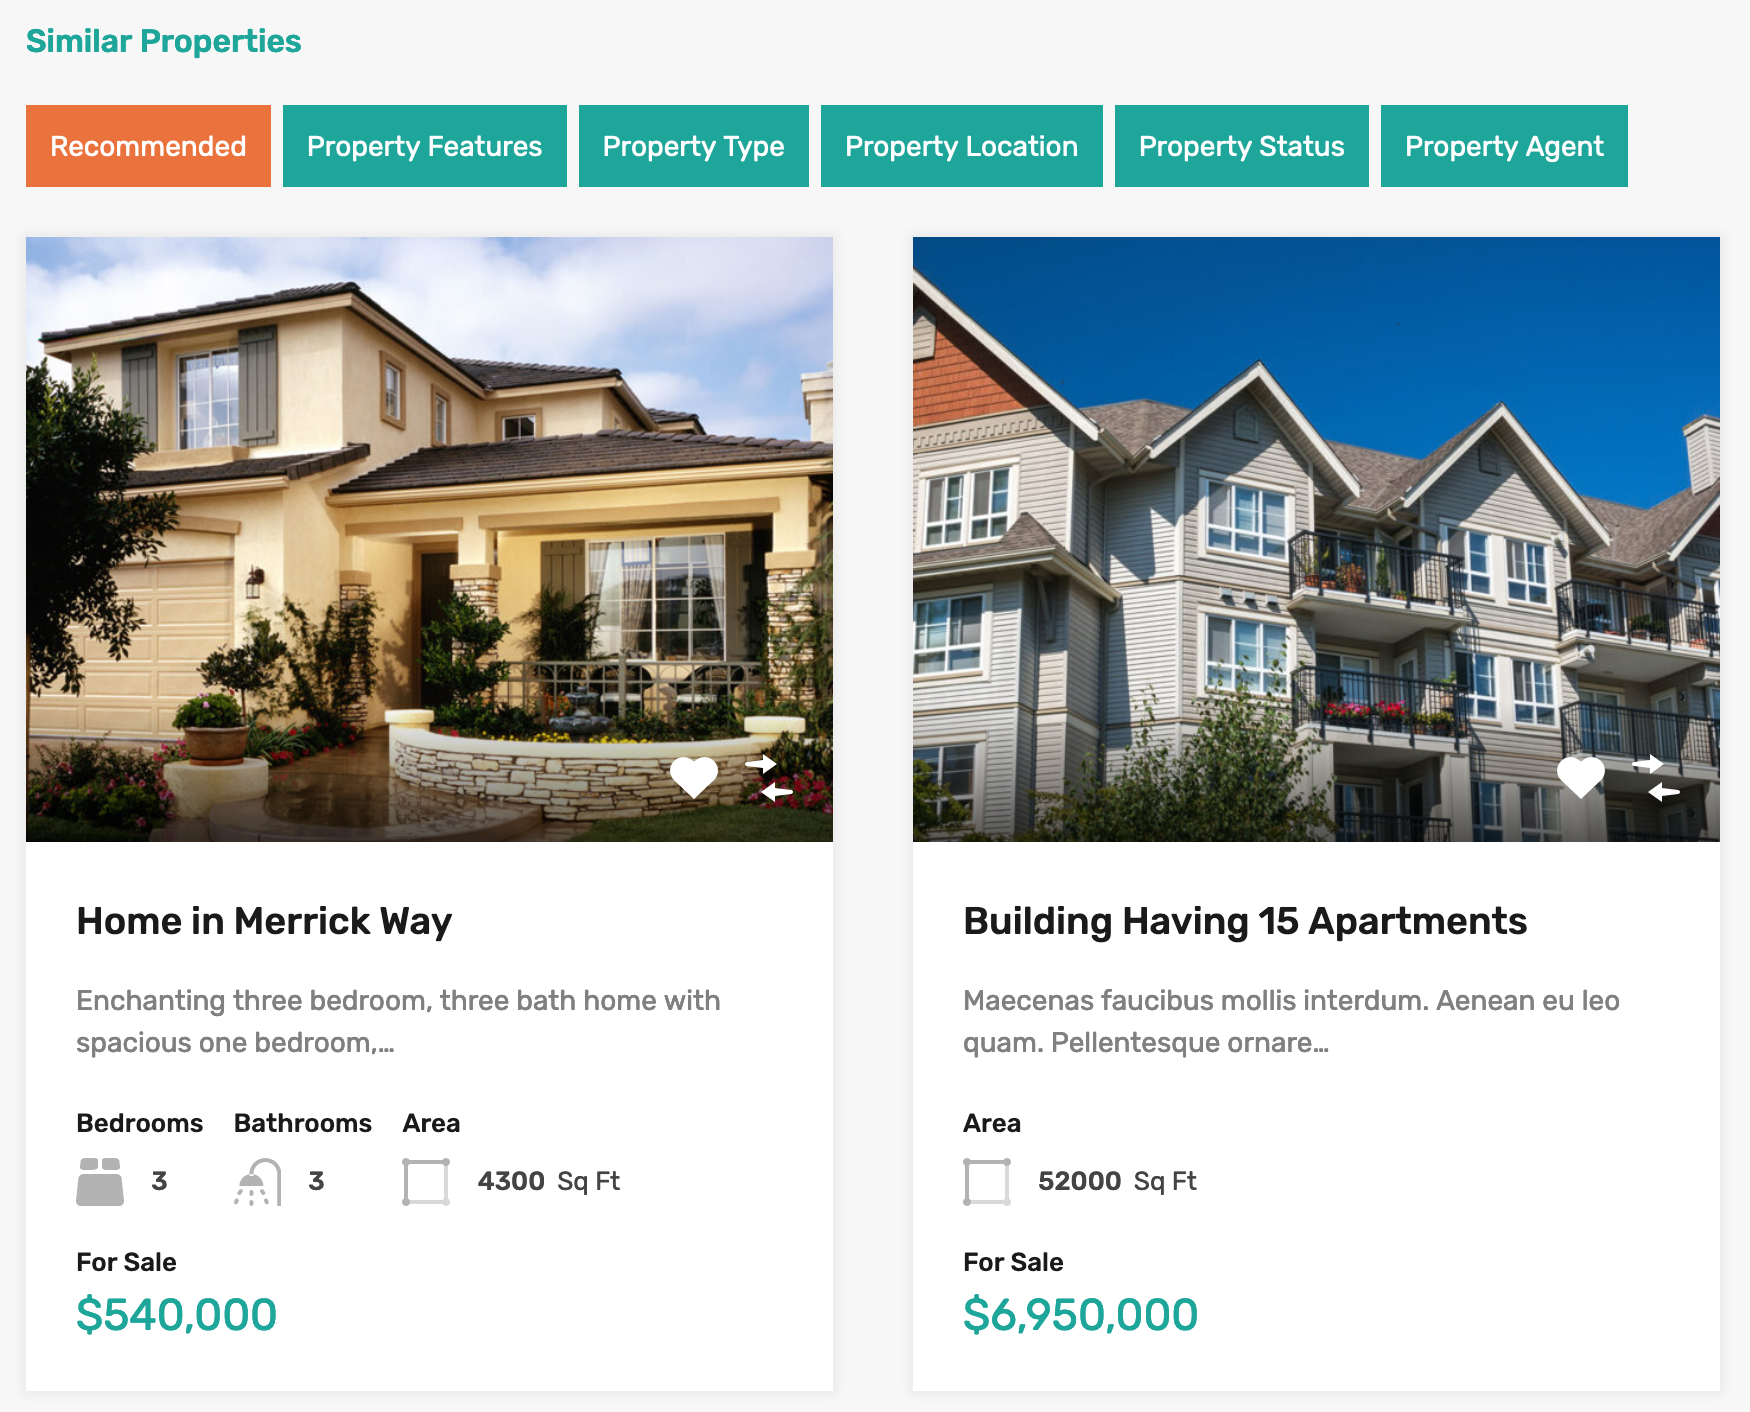 Similar Properties
Recommended Property Features Property Type Property Location Property Status Property Agent
Home in Merrick Way
Enchanting three bedroom, three bath home with
spacious one bedroom,...
Bedrooms Bathrooms Area
3 3 4300 Sq Ft
For Sale
$540,000
Building Having 15 Apartments
Maecenas faucibus mollis interdum. Aenean eu leo
quam. Pellentesque ornare...
Area
52000 Sq Ft
For Sale
$6,950,000